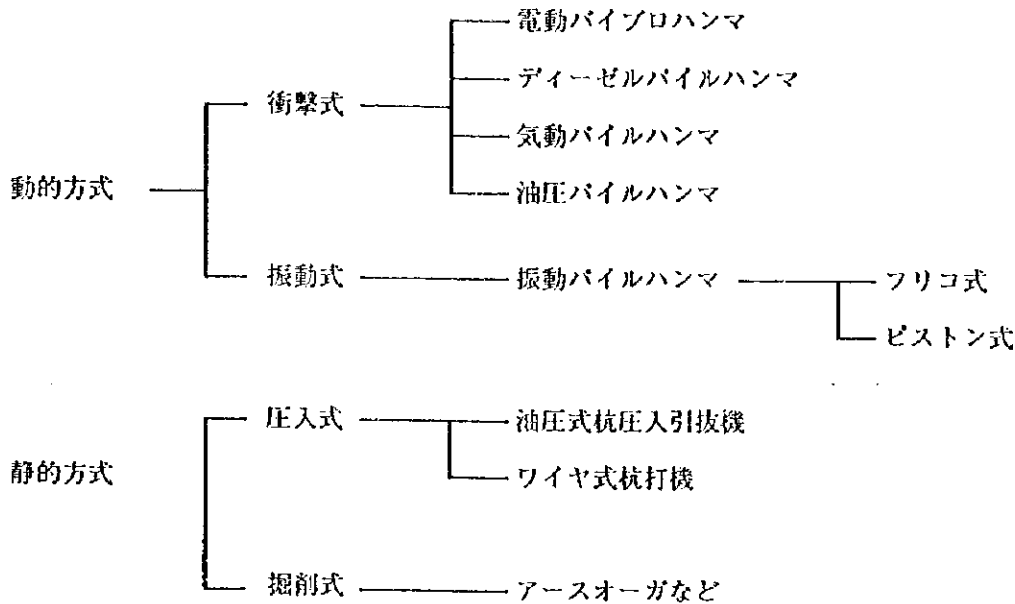 電動バイブロハンマ
ディーゼルパイルハンマ
衝撃式
気動パイルハンマ
動的方式
油圧パイルハンマ
振動式 振動パイルハンマ フリコ式
ピストン式
圧入式 油圧式杭圧入引抜機
静的方式 ワイヤ式杭打機
掘削式 アースオーガなど